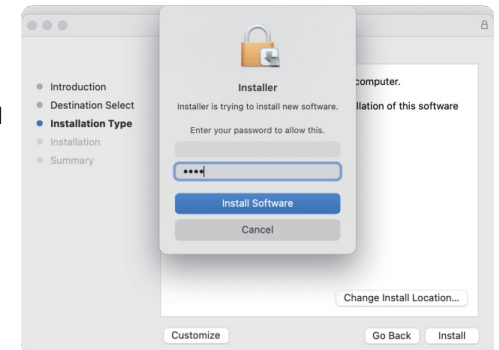 Introduction
Destination Select
Installation Type
Installation
Summary
computer.
llation of this software
Installer
Installer is trying to install new software.
Enter your password to allow this.
••••
Install Software
Cancel
Change Install Location...
Customize
Go Back
Install